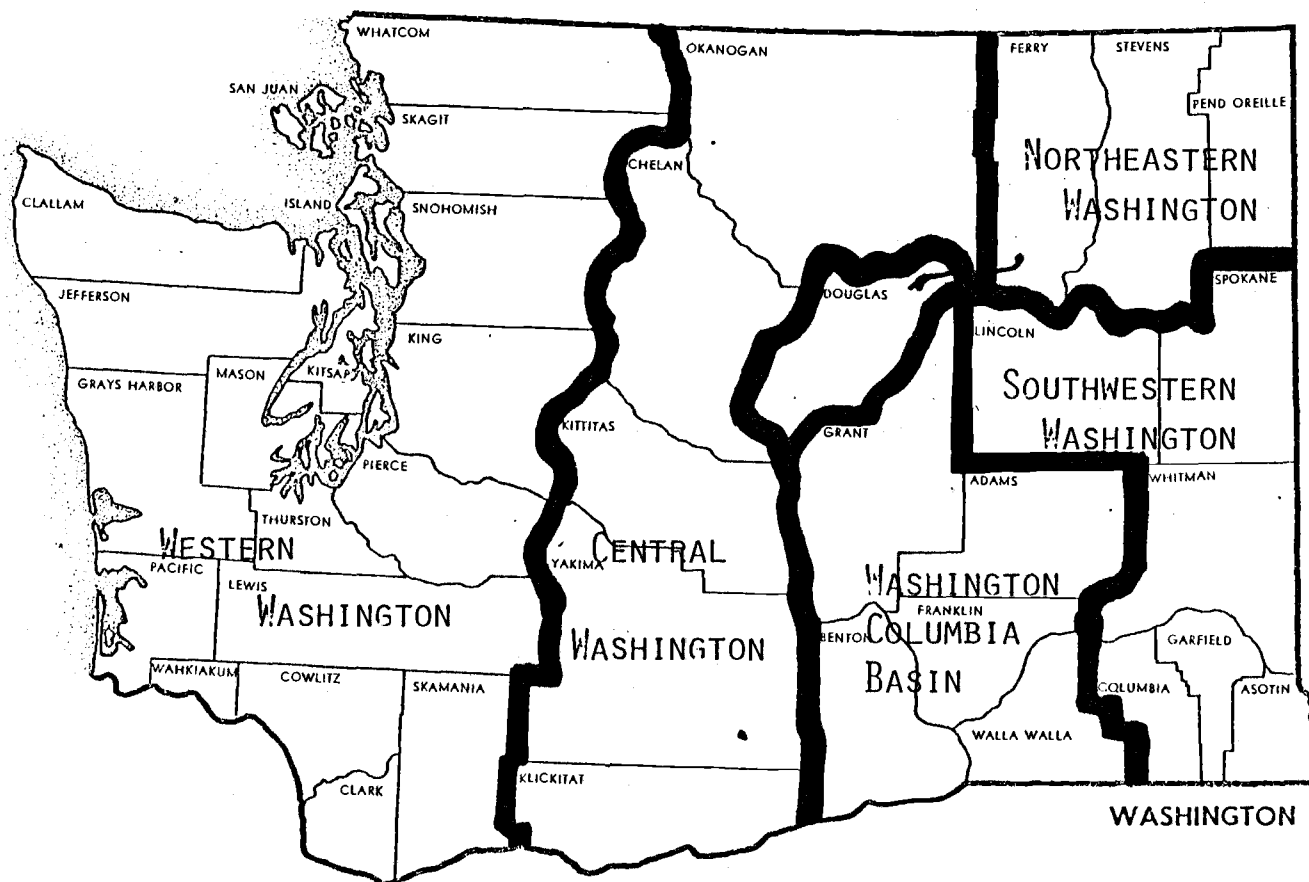 WHATCOM
OKANOGAN
FERRY
STEVENS
SAN JUAN
PEND OREILLE
SKAGIT
CHELAN
NORTHEASTERN
WASHINGTON
CLALLAM
ISLAND
SNOHOMISH
SPOKANE
JEFFERSON
DOUGLAS
KING
LINCOLN
MASON
KITSAP
GRAYS HARBOR
SOUTHWESTERN
WASHINGTON
KITTITAS
GRANT
PIERCE
ADAMS
WHITMAN
THURSTON
WESTERN
CENTRAL
PACIFIC
YAKIMA
LEWIS
WASHINGTON
WASHINGTON
FRANKLIN
BENTON
COLUMBIA
GARFIELD
WASHINGTON
BASIN
WAHKIAKUM
COWLITZ
SKAMANIA
COLUMBIA
ASOTIN
WALLA WALLA
KLICKITAT
CLARK
WASHINGTON